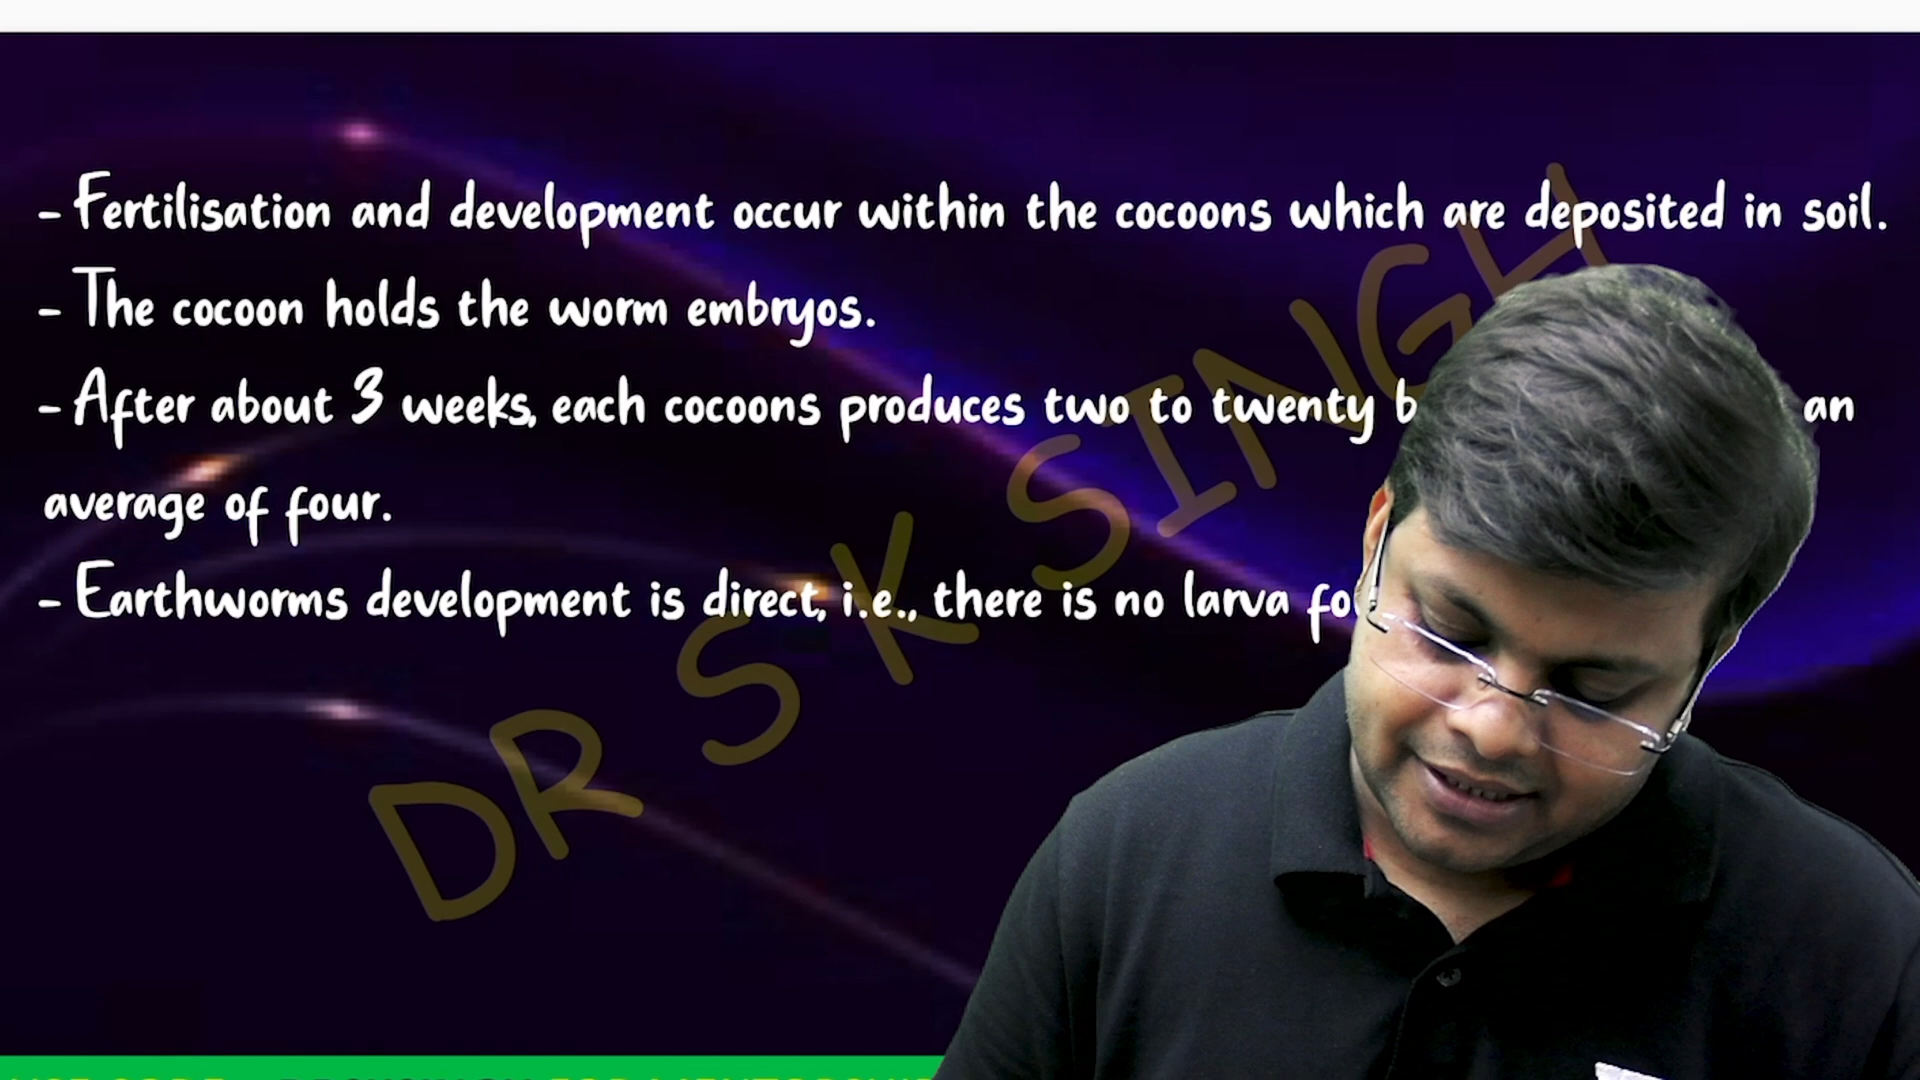 - Fertilisation and development occur within the cocoons which are deposited in soil.
- The cocoon holds the worm embryos.
- After about 3 weeks, each cocoons produces two to twenty an
average of four.
- Earthworms development is direct, i.e., there is no larva
DR S K SINGH